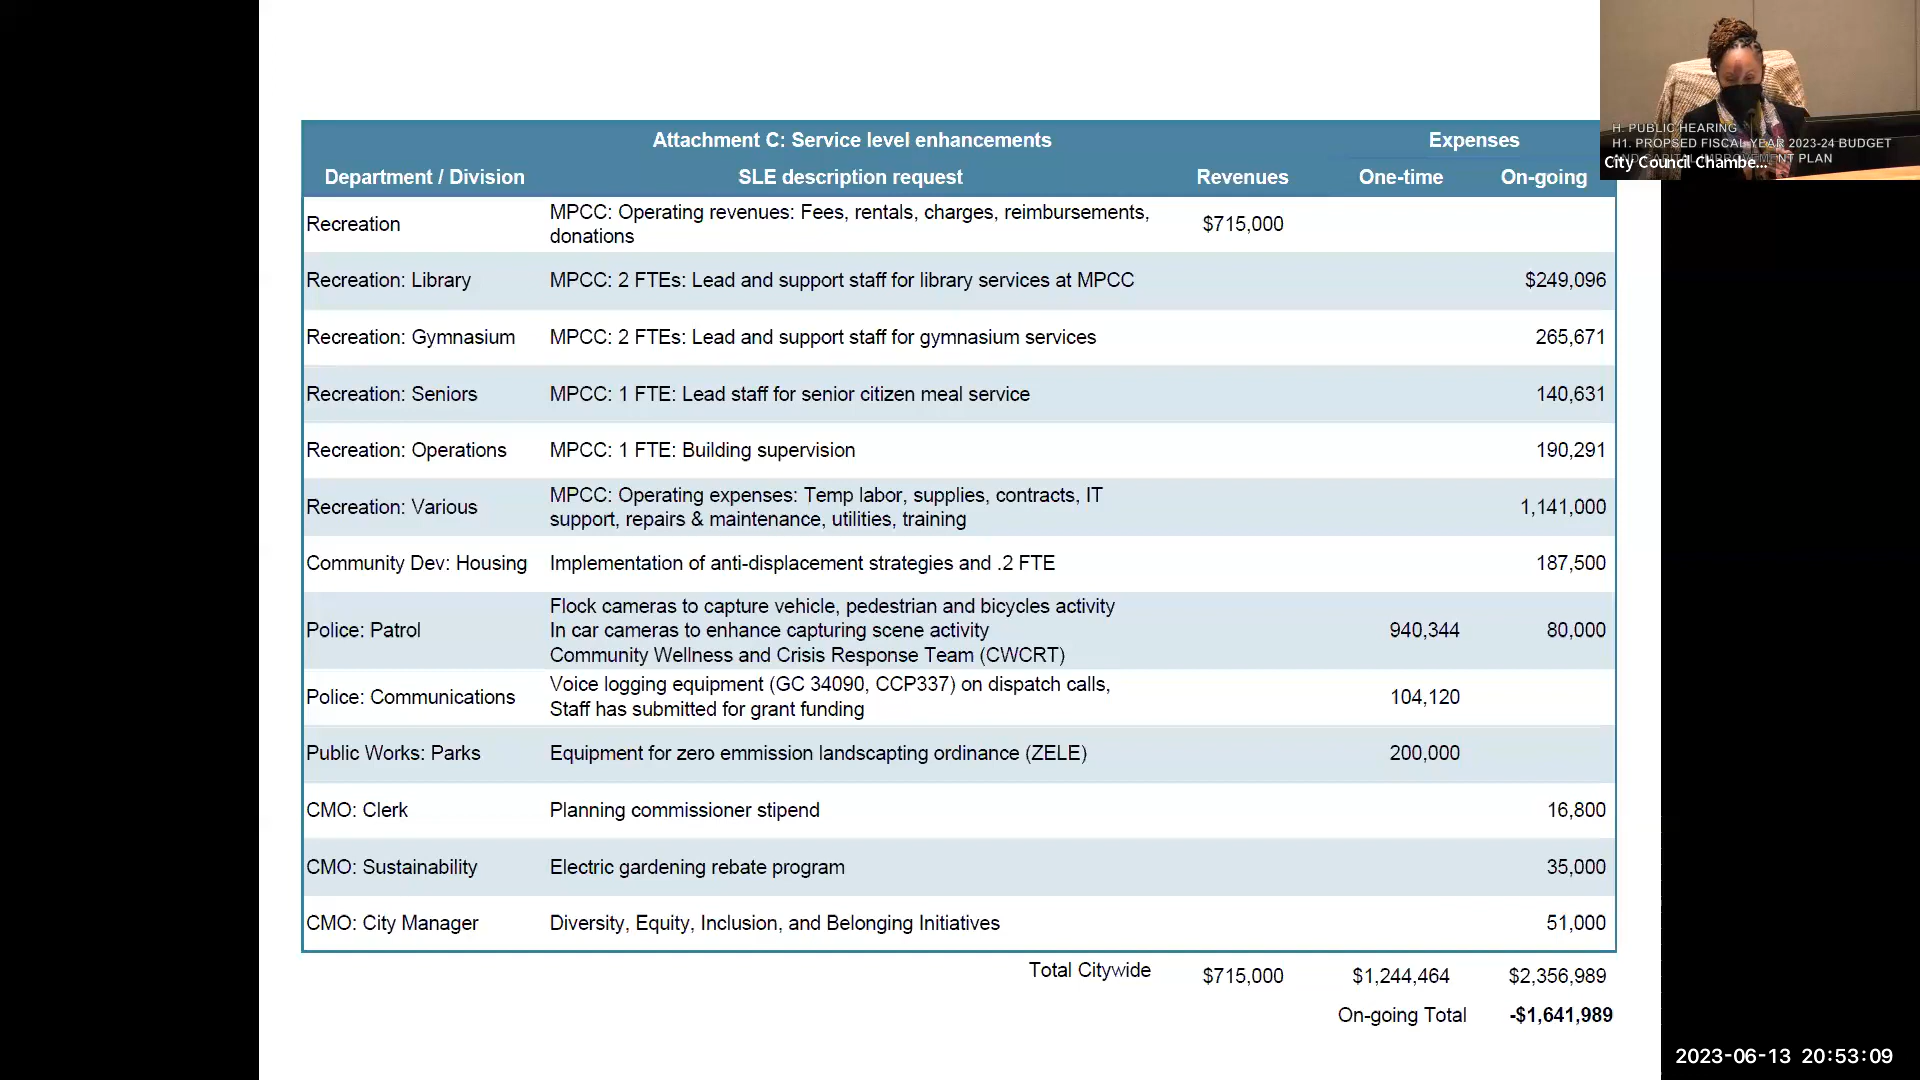 Attachment C: Service level enhancements Expenses
Department / Division SLE description request Revenues One-time On-going
Recreation MPCC: Operating revenues: Fees, rentals, charges, reimbursements, donations $715,000
Recreation: Library MPCC: 2 FTEs: Lead and support staff for library services at MPCC $249,096
Recreation: Gymnasium MPCC: 2 FTEs: Lead and support staff for gymnasium services 265,671
Recreation: Seniors MPCC: 1 FTE: Lead staff for senior citizen meal service 140,631
Recreation: Operations MPCC: 1 FTE: Building supervision 190,291
Recreation: Various MPCC: Operating expenses: Temp labor, supplies, contracts, IT support, repairs & maintenance, utilities, training 1,141,000
Community Dev: Housing Implementation of anti-displacement strategies and .2 FTE 187,500
Police: Patrol Flock cameras to capture vehicle, pedestrian and bicycles activity
In car cameras to enhance capturing scene activity 940,344 80,000
Community Wellness and Crisis Response Team (CWCRT)
Police: Communications Voice logging equipment (GC 34090, CCP337) on dispatch calls, Staff has submitted for grant funding 104,120
Public Works: Parks Equipment for zero emmission landscapting ordinance (ZELE) 200,000
CMO: Clerk Planning commissioner stipend 16,800
CMO: Sustainability Electric gardening rebate program 35,000
CMO: City Manager Diversity, Equity, Inclusion, and Belonging Initiatives 51,000
Total Citywide $715,000 $1,244,464 $2,356,989
On-going Total -$1,641,989
H. PUBLIC HEARING
H1. PROPSED FISCAL YEAR 2023-24 BUDGET
PLAN
City Council Chambe...
2023-06-13 20:53:09